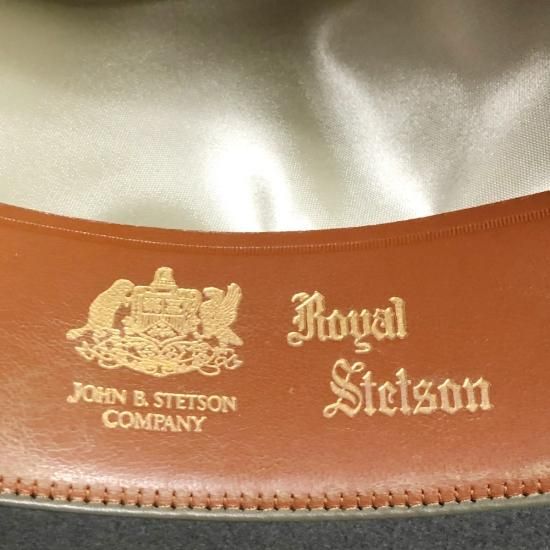 JOHN B. STETSON
COMPANY
Royal
Stetson